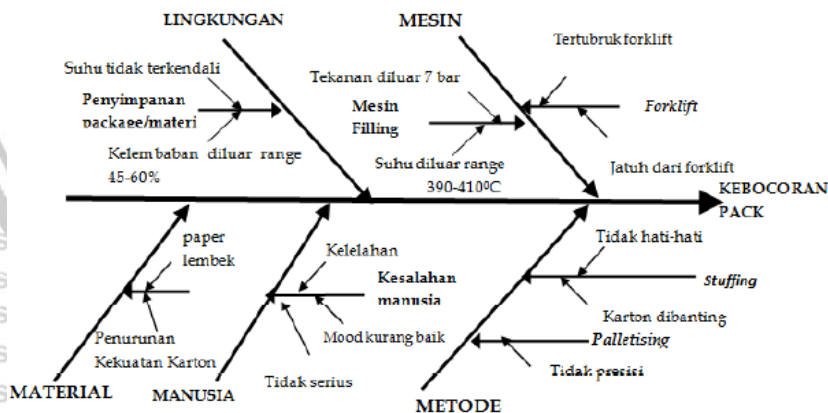 LINGKUNGAN
MESIN
Tertubruk forklift
Suhu tidak terkendali
Tekanan diluar 7 bar
Penyimpanan
package/materi
Mesin
Filling
Forklift
Kelembaban diluar range
45-60%
Suhu diluar range
390-410⁰C
Jatuh dari forklift
KEBOCORAN
PACK
paper
lembek
Kelelahan
Tidak hati-hati
Kesalahan
manusia
Stuffing
Penurunan
Kekuatan Karton
Mood kurang baik
Karton dibanting
Palletising
Tidak serius
Tidak presisi
MATERIAL
MANUSIA
METODE